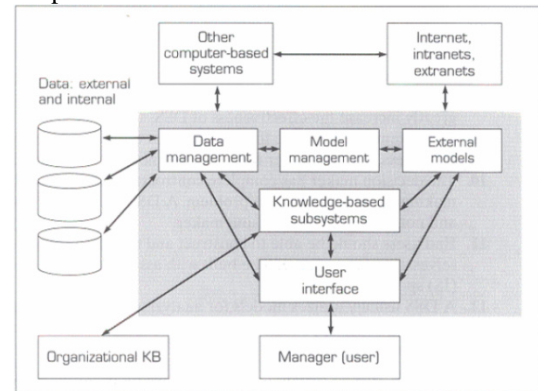 Other
computer-based
systems
Internet,
intranets,
extranets
Data: external
and internal
Data
management
Model
management
External
models
Knowledge-based
subsystems
User
interface
Organizational KB
Manager (user)